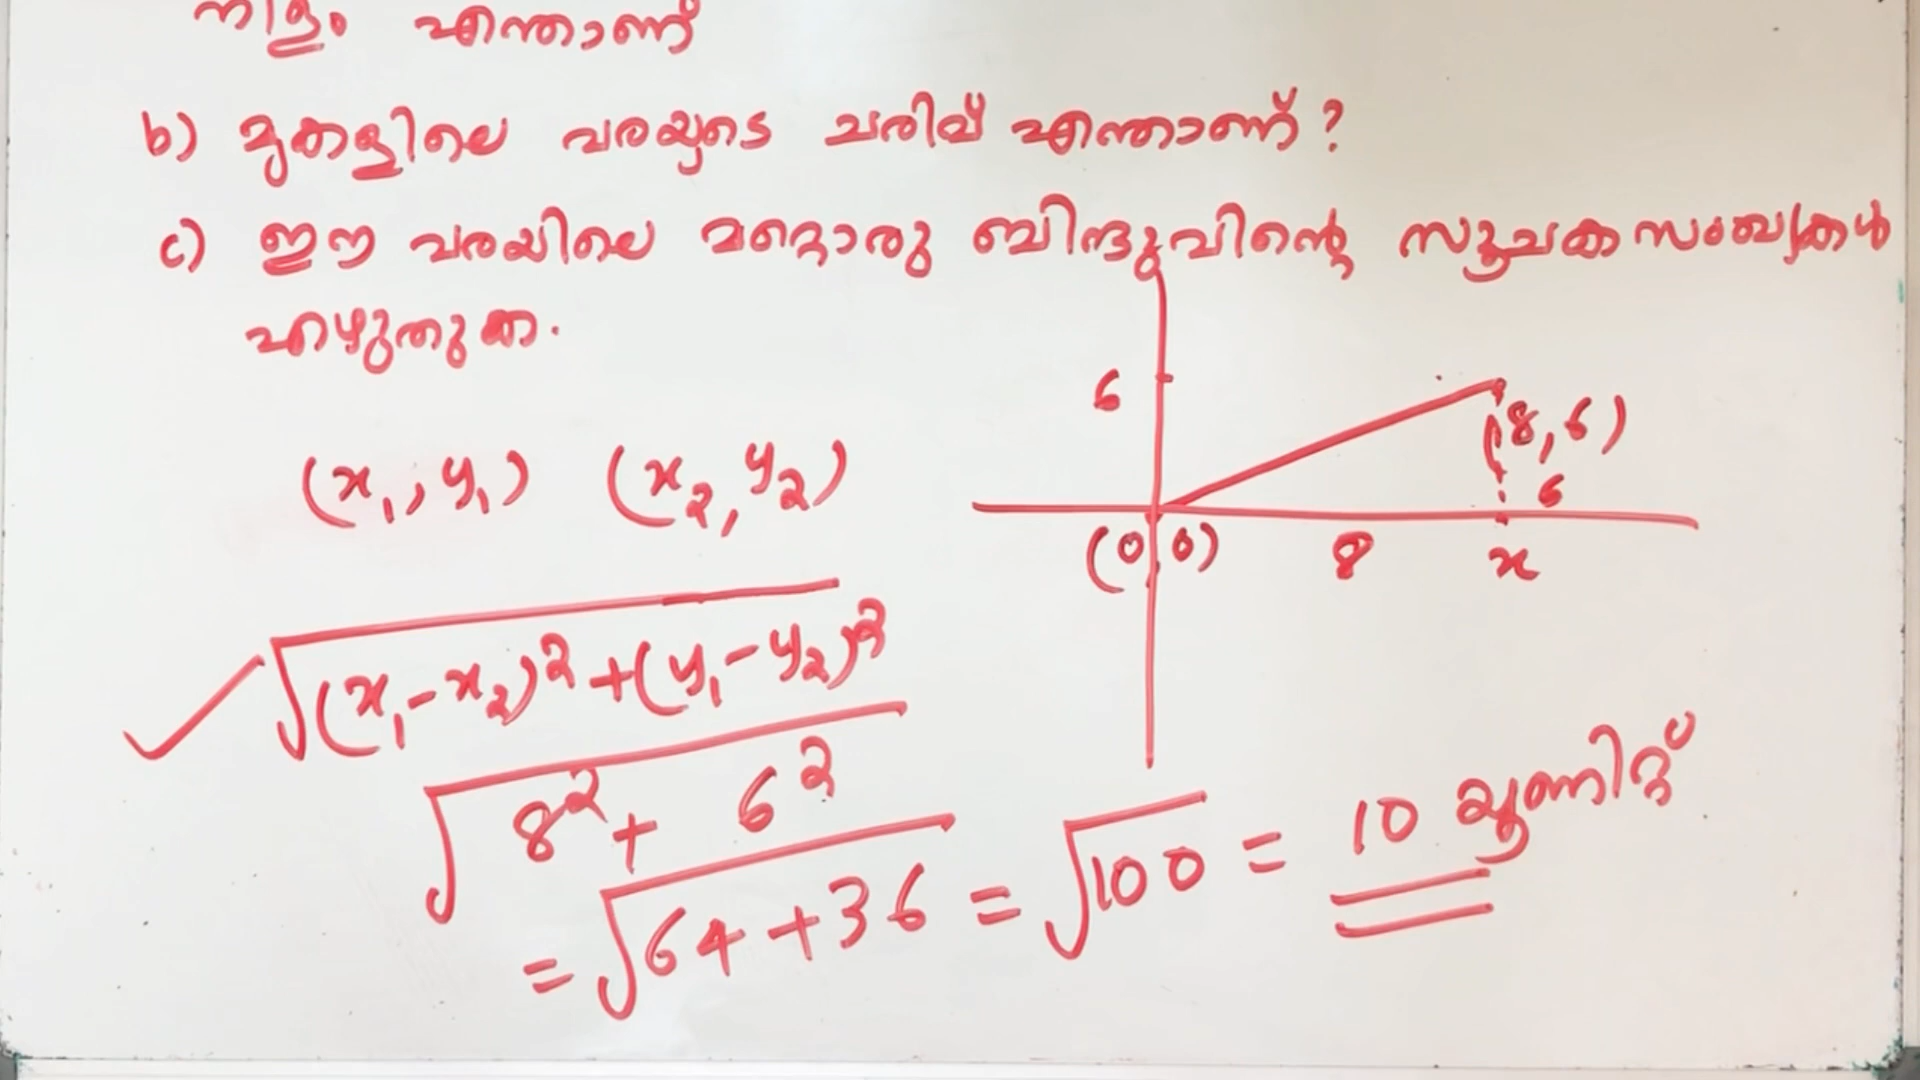 നീളം എന്താണ്
b) മുകളിലെ വരയുടെ ചരിവ് എന്താണ്?
c) ഈ വരയിലെ മറ്റൊരു ബിന്ദുവിന്റെ സൂചകസംഖ്യകൾ
എഴുതുക.
6
(8,6)
6
(0,0)
8
x
(x₁, y₁) (x₂, y₂)
√(x₁-x₂)²+(y₁-y₂)²
√8²+ 6²
= √64+36 = √100 = 10 യൂണിറ്റ്